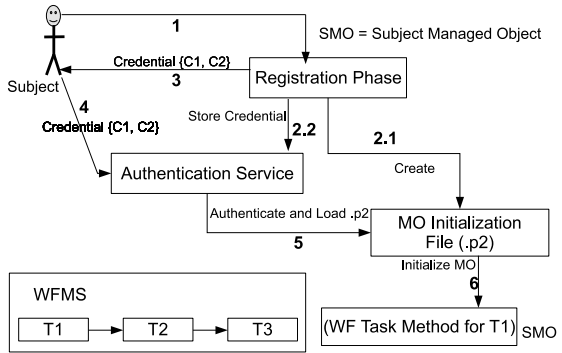 1
SMO = Subject Managed Object
Credential {C1, C2}
3
Registration Phase
Subject
4
Credential {C1, C2}
Store Credential
2.2
2.1
Create
Authentication Service
Authenticate and Load .p2
5
MO Initialization
File (.p2)
Initialize MO
6
WFMS
T1
T2
T3
(WF Task Method for T1)
SMO